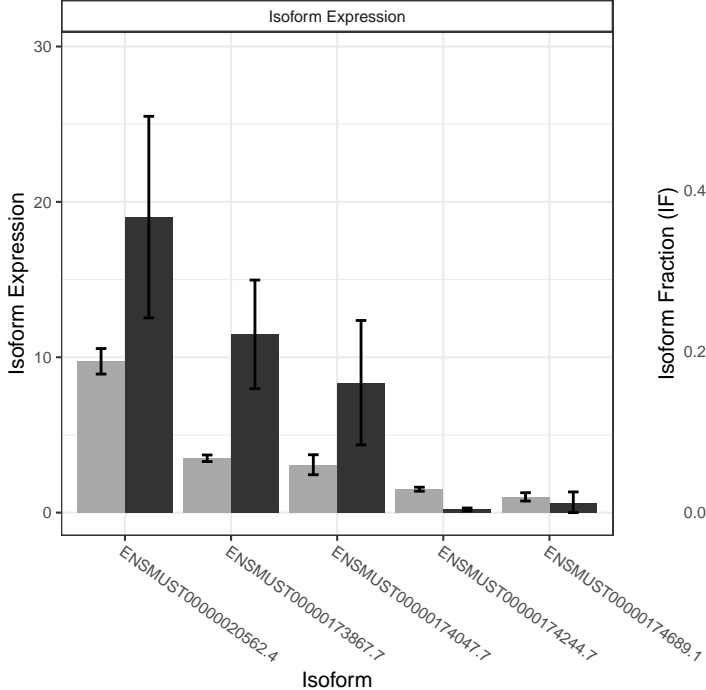 Isoform Expression
30
20
10
0
Isoform Expression
ENSMUST00000020562.4
ENSMUST00000173867.7
ENSMUST00000174047.7
ENSMUST00000174244.7
ENSMUST00000174689.1
Isoform
Isoform Fraction (IF)
0.4
0.2
0.0